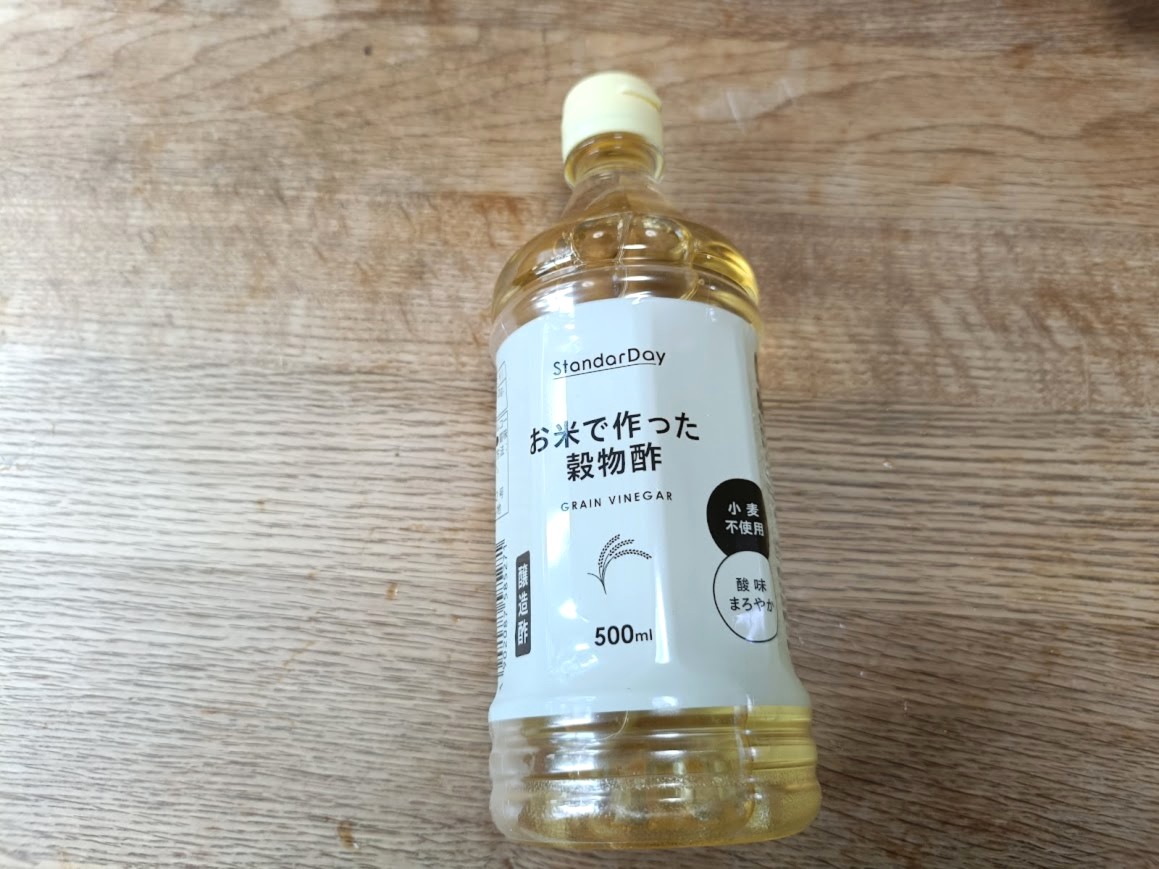 StandarDay
お米で作った
穀物酢
GRAIN VINEGAR
小麦
不使用
酸味
まろやか
醸造酢
500ml